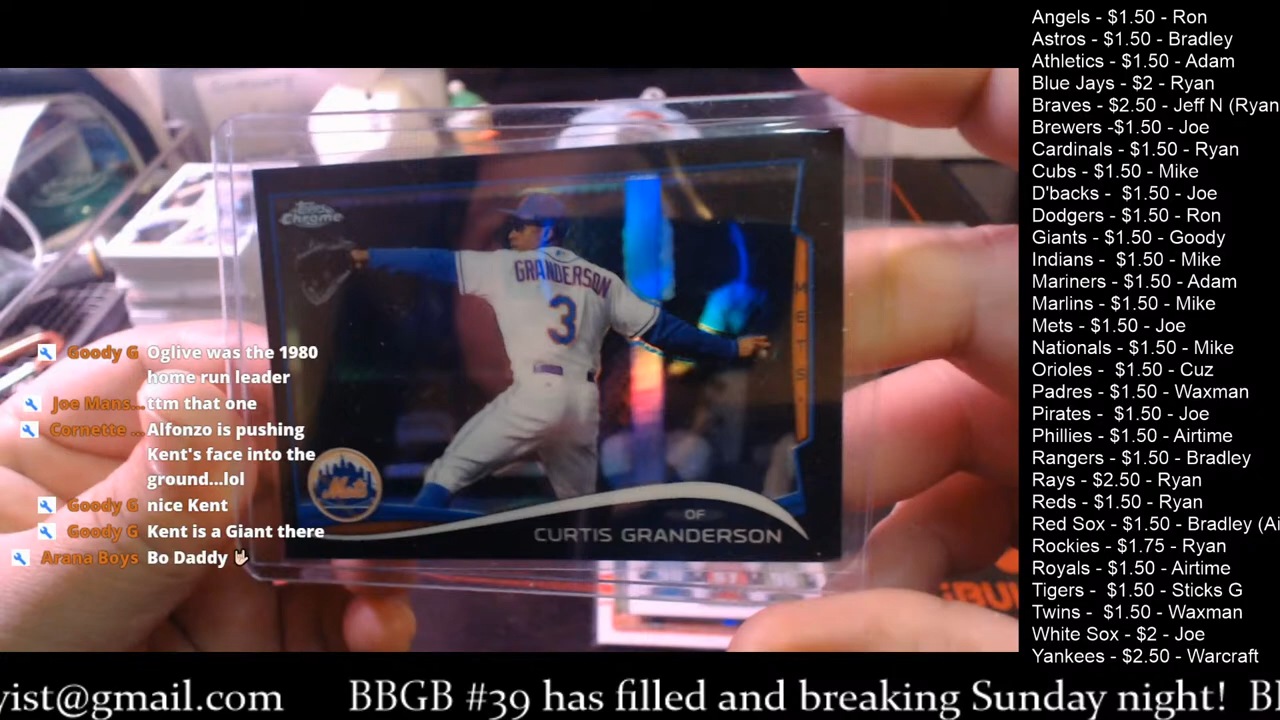 Angels - $1.50 - Ron
Astros - $1.50 - Bradley
Athletics - $1.50 - Adam
Blue Jays - $2 - Ryan
Braves - $2.50 - Jeff N (Ryan
Brewers -$1.50 - Joe
Cardinals - $1.50 - Ryan
Cubs - $1.50 - Mike
D'backs - $1.50 - Joe
Dodgers - $1.50 - Ron
Giants - $1.50 - Goody
Indians - $1.50 - Mike
Mariners - $1.50 - Adam
Marlins - $1.50 - Mike
Mets - $1.50 - Joe
Nationals - $1.50 - Mike
Orioles - $1.50 - Cuz
Padres - $1.50 - Waxman
Pirates - $1.50 - Joe
Phillies - $1.50 - Airtime
Rangers - $1.50 - Bradley
Rays - $2.50 - Ryan
Reds - $1.50 - Ryan
Red Sox - $1.50 - Bradley (Ai
Rockies - $1.75 - Ryan
Royals - $1.50 - Airtime
Tigers - $1.50 - Sticks G
Twins - $1.50 - Waxman
White Sox - $2 - Joe
Yankees - $2.50 - Warcraft
Topps
Chrome
GRANDERSON
3
METS
Mets
OF
CURTIS GRANDERSON
Goody G Oglive was the 1980
home run leader
Joe Mans... ttm that one
Cornette ... Alfonzo is pushing
Kent's face into the
ground...lol
Goody G nice Kent
Goody G Kent is a Giant there
Arana Boys Bo Daddy 🤟🏻
yist@gmail.com BBGB #39 has filled and breaking Sunday night!